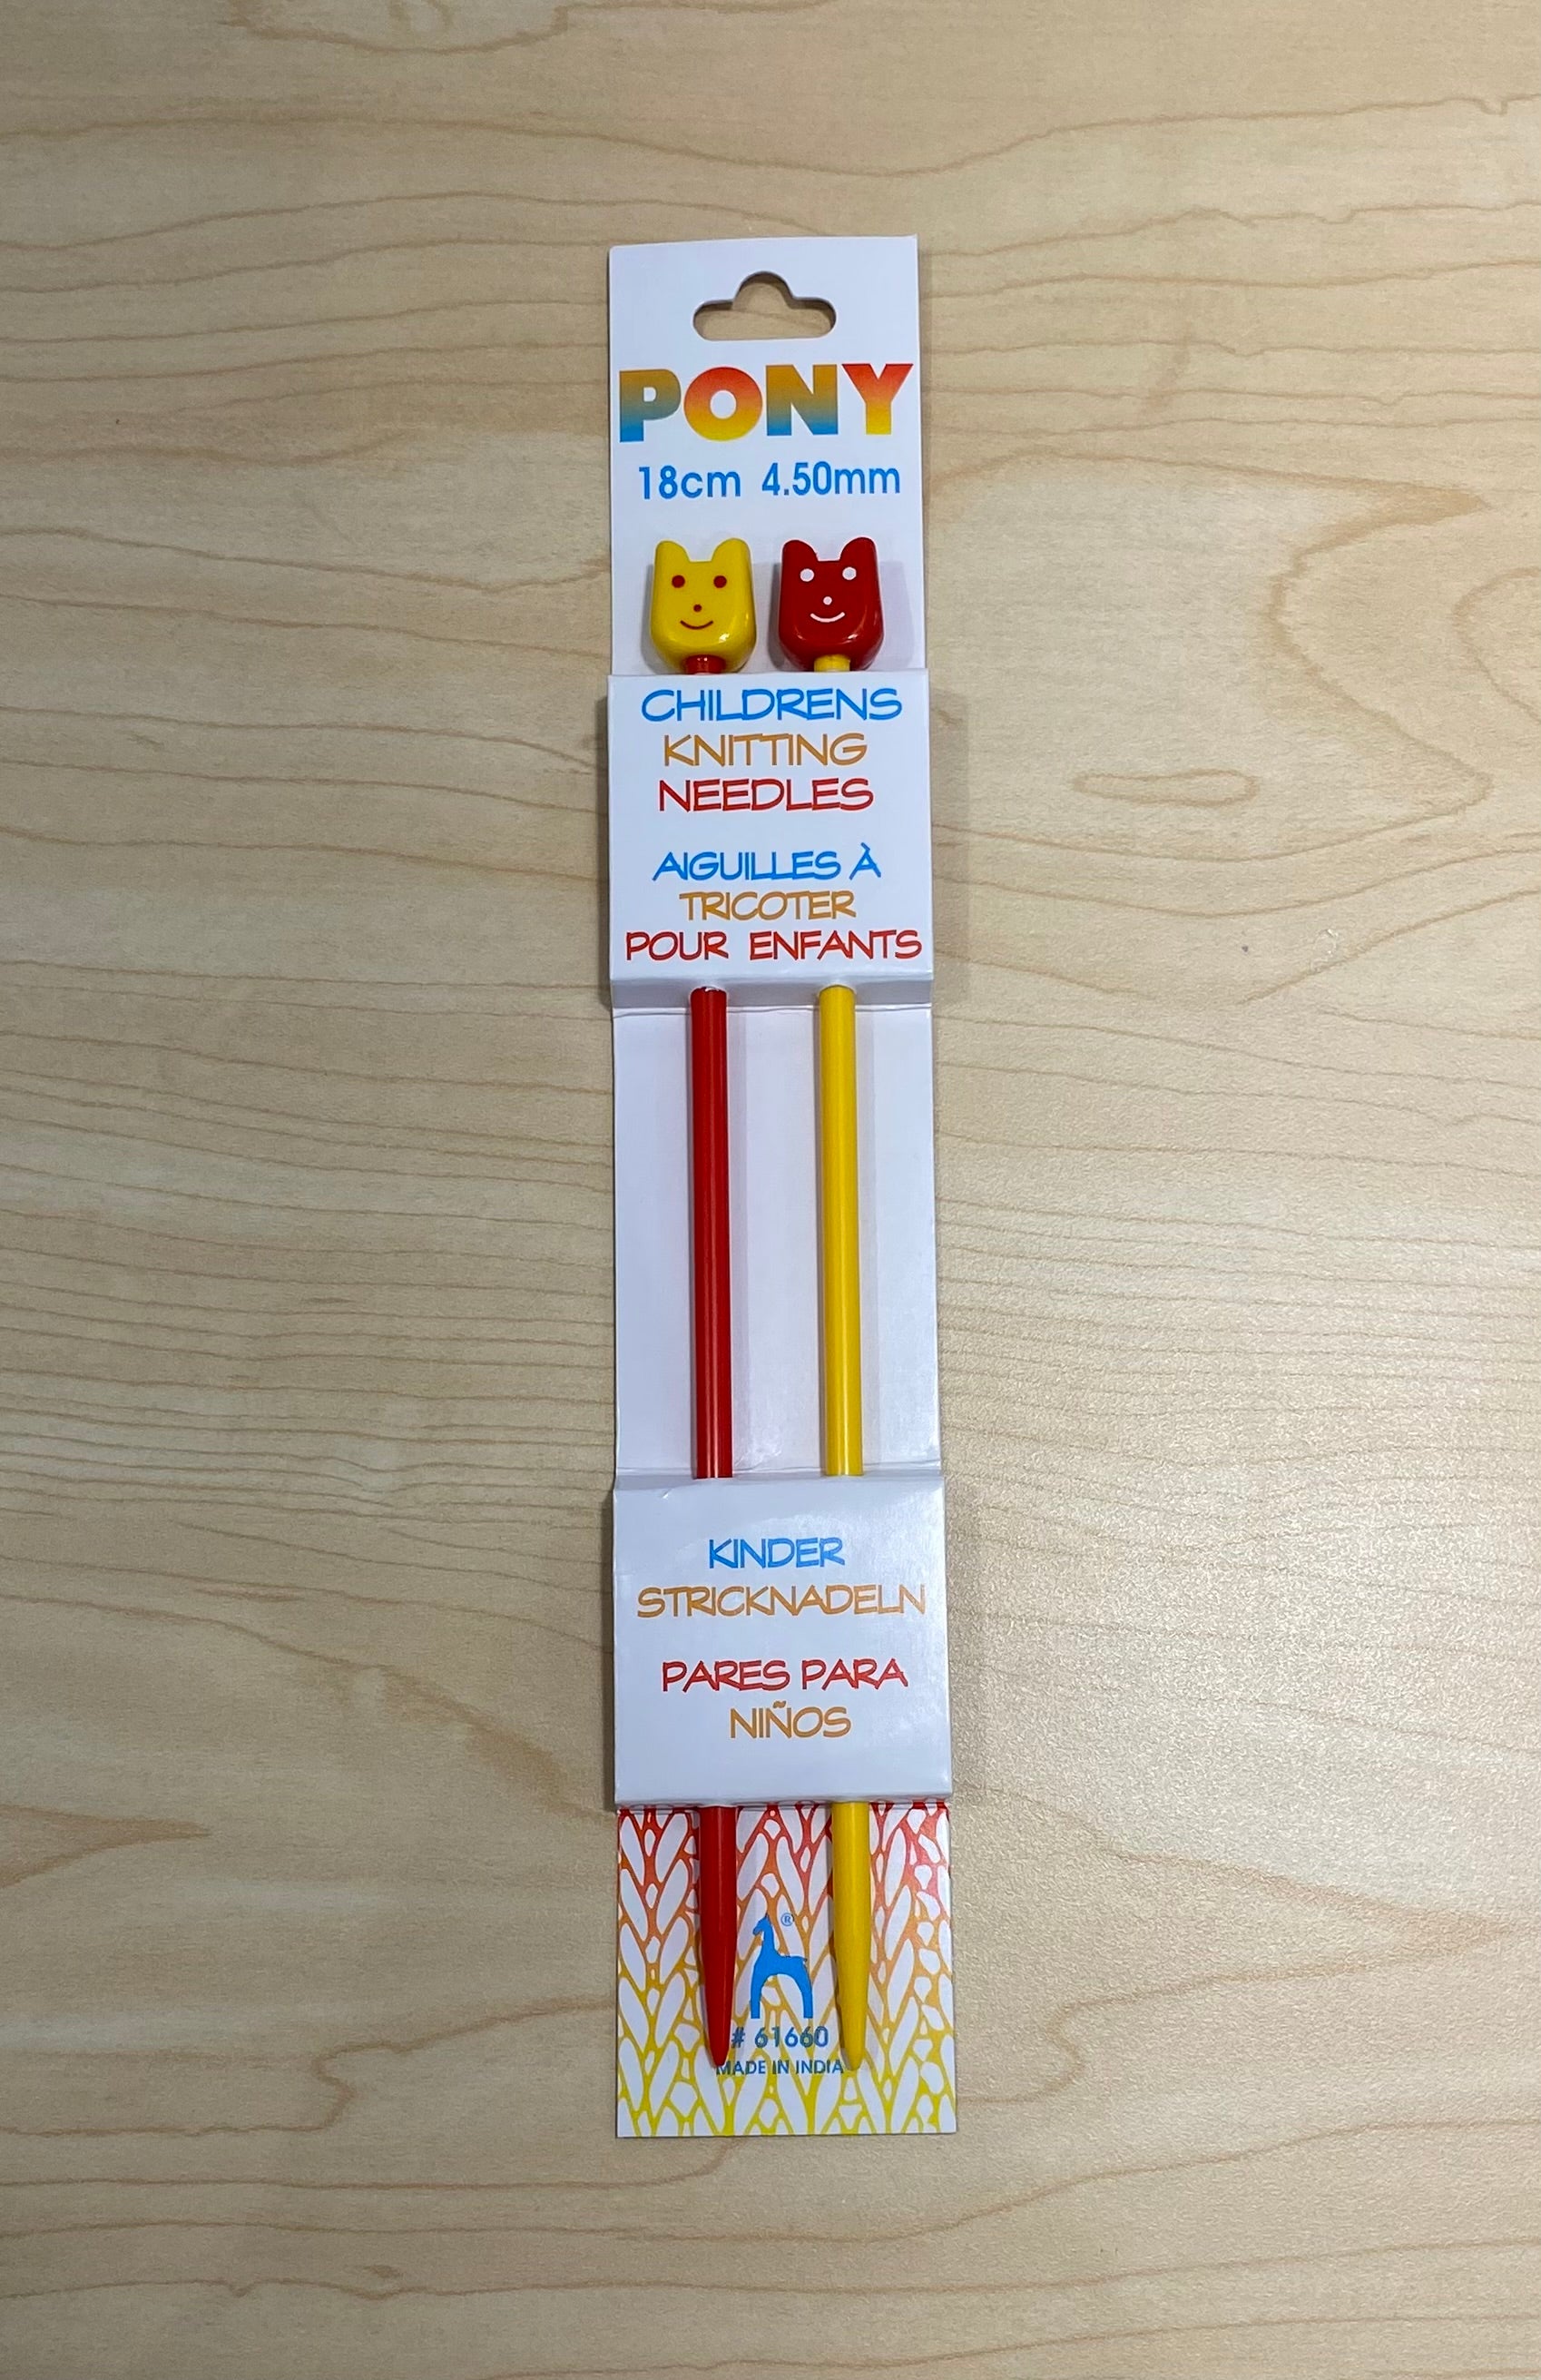 PONY
18cm 4.50mm
CHILDRENS
KNITTING
NEEDLES
AIGUILLES À
TRICOTER
POUR ENFANTS
KINDER
STRICKNADELN
PARES PARA
NIÑOS
®
# 61660
MADE IN INDIA